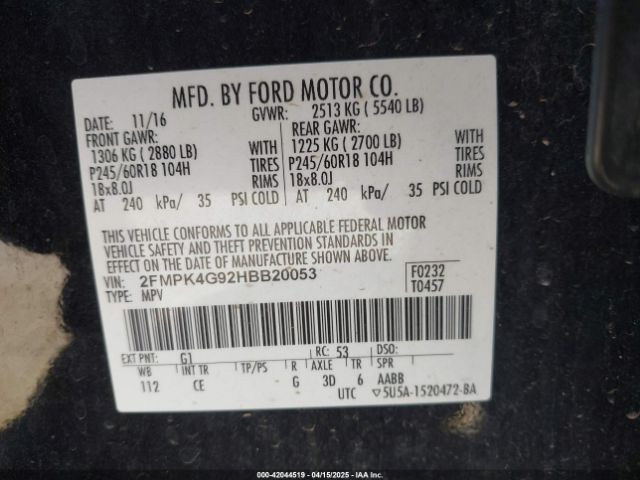 MFD. BY FORD MOTOR CO.
DATE: 11/16 GVWR: 2513 KG ( 5540 LB)
FRONT GAWR: REAR GAWR:
1306 KG ( 2880 LB) WITH 1225 KG ( 2700 LB) WITH
P245/60R18 104H TIRES P245/60R18 104H TIRES
18x8.0J RIMS 18x8.0J RIMS
AT 240 kPa/ 35 PSI COLD AT 240 kPa/ 35 PSI COLD
THIS VEHICLE CONFORMS TO ALL APPLICABLE FEDERAL MOTOR
VEHICLE SAFETY AND THEFT PREVENTION STANDARDS IN
EFFECT ON THE DATE OF MANUFACTURE SHOWN ABOVE.
VIN: 2FMPK4G92HBB20053 F0232
TYPE: MPV T0457
EXT PNT: G1 RC: 53 DSO:
WB INT TR TP/PS R AXLE TR SPR
112 CE G 3D 6 AABB
UTC ▽5U5A-1520472-BA
000-42044519 04/15/2025 IAA Inc.